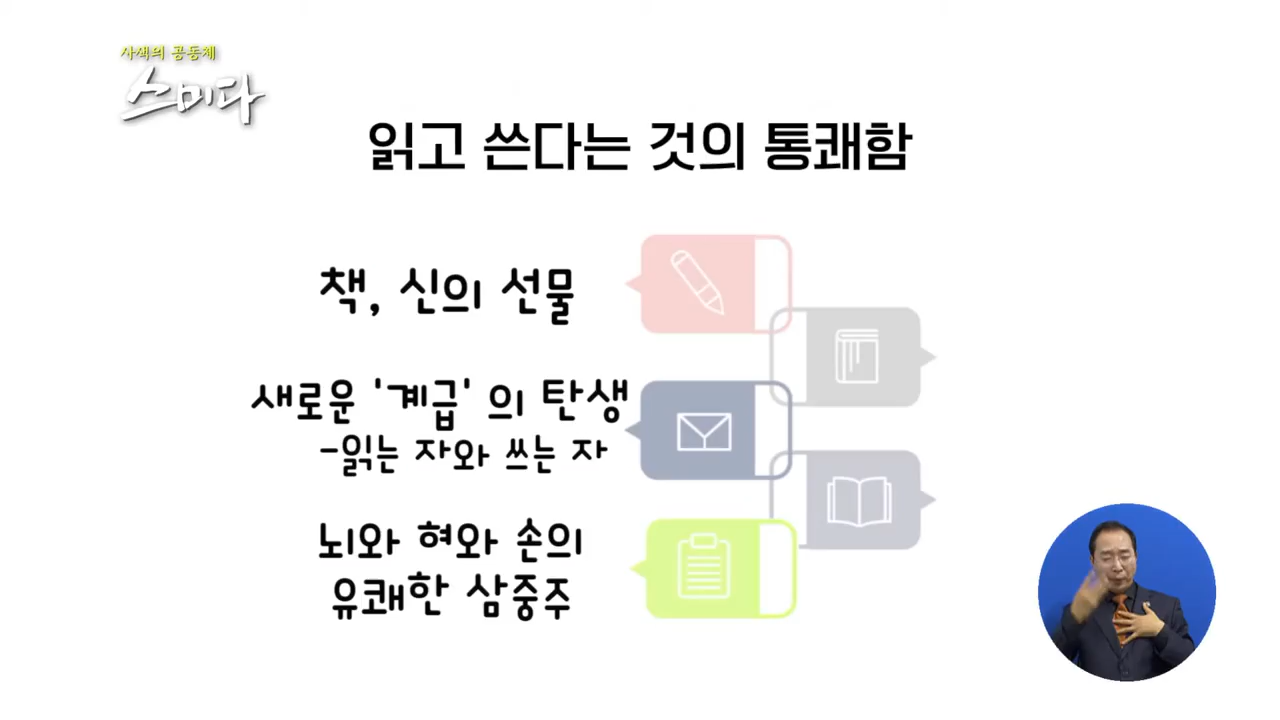 사색의 공동체
스미다
읽고 쓴다는 것의 통쾌함
책, 신의 선물
새로운 '계급' 의 탄생
-읽는 자와 쓰는 자
뇌와 혀와 손의
유쾌한 삼중주